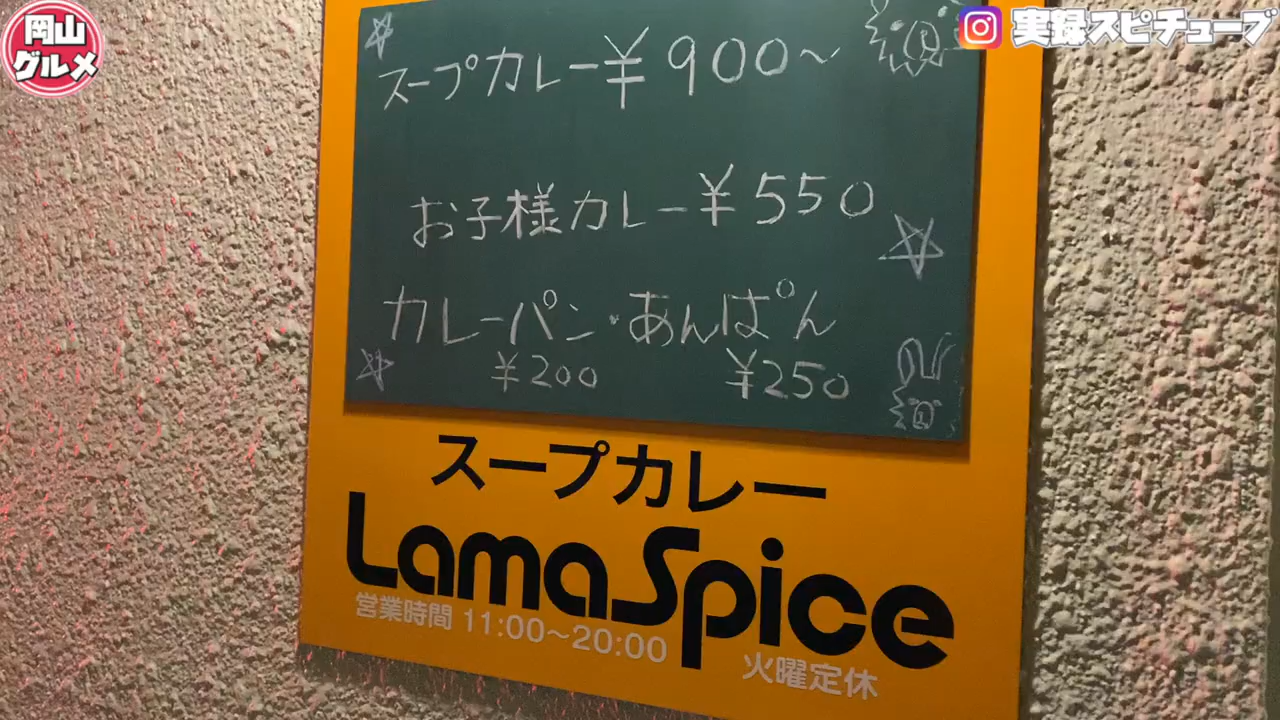 岡山
グルメ
実録スピチューブ
スープカレー¥900~
お子様カレー¥550
カレーパン・あんぱん
¥200 ¥250
スープカレー
Lama Spice
営業時間 11:00~20:00 火曜定休